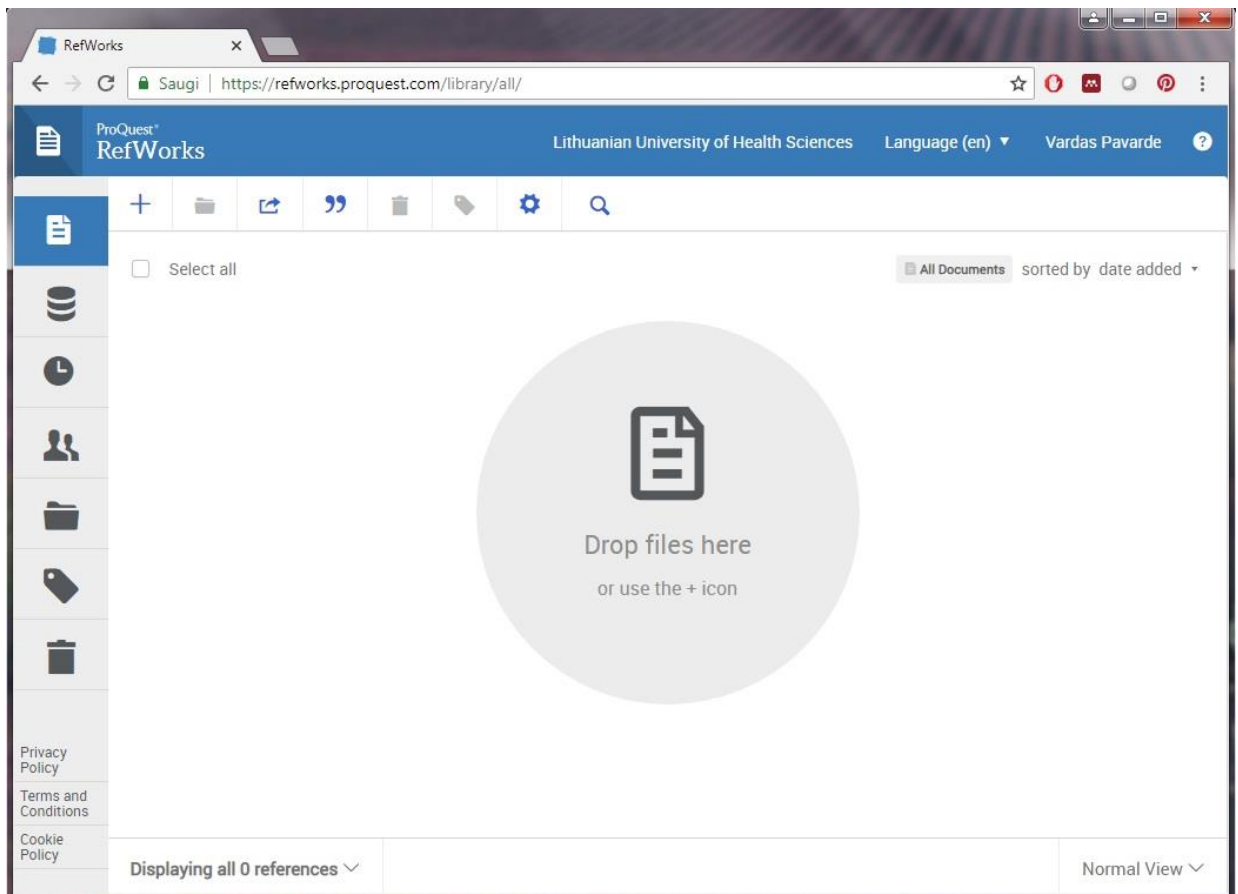 RefWorks
Saugi | https://refworks.proquest.com/library/all/
ProQuest®
RefWorks
Lithuanian University of Health Sciences Language (en) Vardas Pavarde ?
Select all
All Documents sorted by date added
Drop files here
or use the + icon
Privacy
Policy
Terms and
Conditions
Cookie
Policy
Displaying all 0 references
Normal View